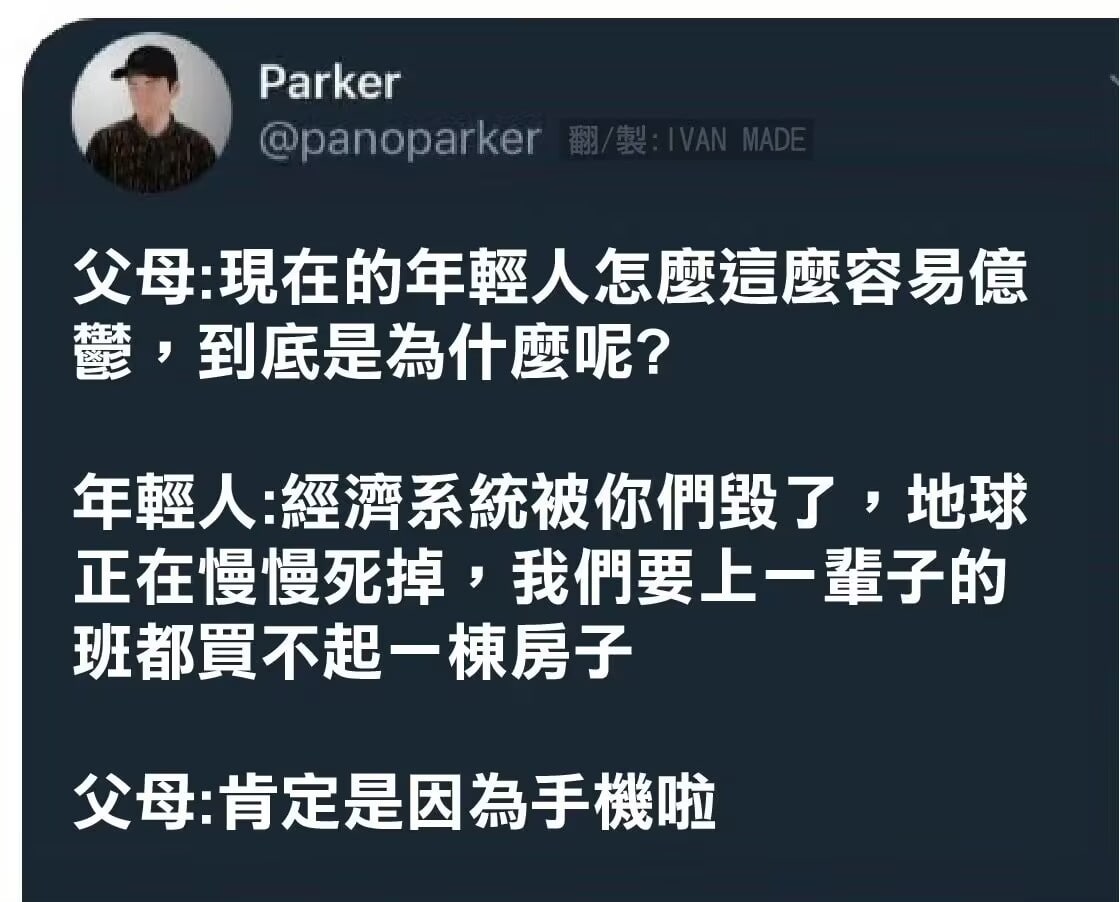 Parker
@panoparker 翻/製:IVAN MADE
父母:現在的年輕人怎麼這麼容易億
鬱，到底是為什麼呢?
年輕人:經濟系統被你們毀了，地球
正在慢慢死掉，我們要上一輩子的
班都買不起一棟房子
父母:肯定是因為手機啦